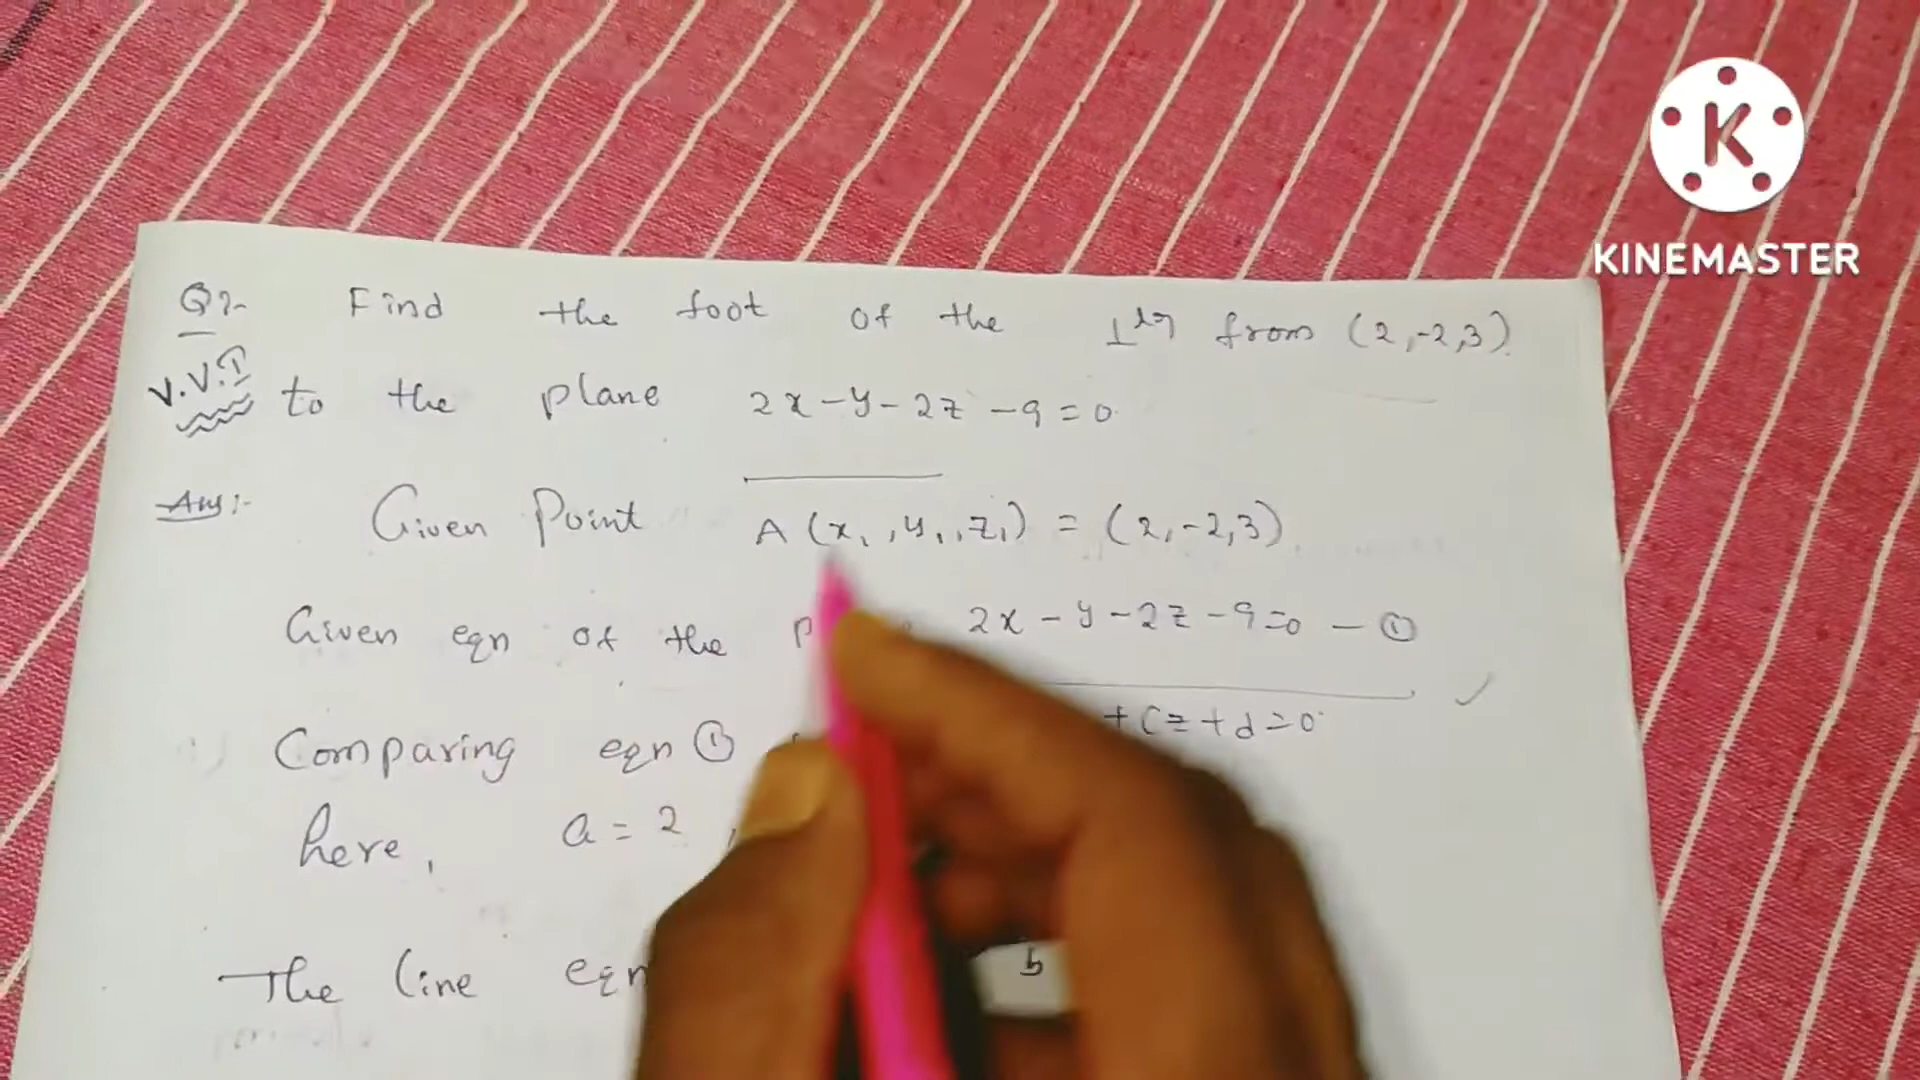 K
KINEMASTER
Q:- Find the foot of the ⊥er from (2,-2,3)
V.V.I to the plane 2x-y-2z-9=0
Ans:- Given Point A(x₁,y₁,z₁) = (2,-2,3)
Given eqn of the 2x-y-2z-9=0 - ①
Comparing eqn ① +cz+d=0
here, a=2,
The line eqn